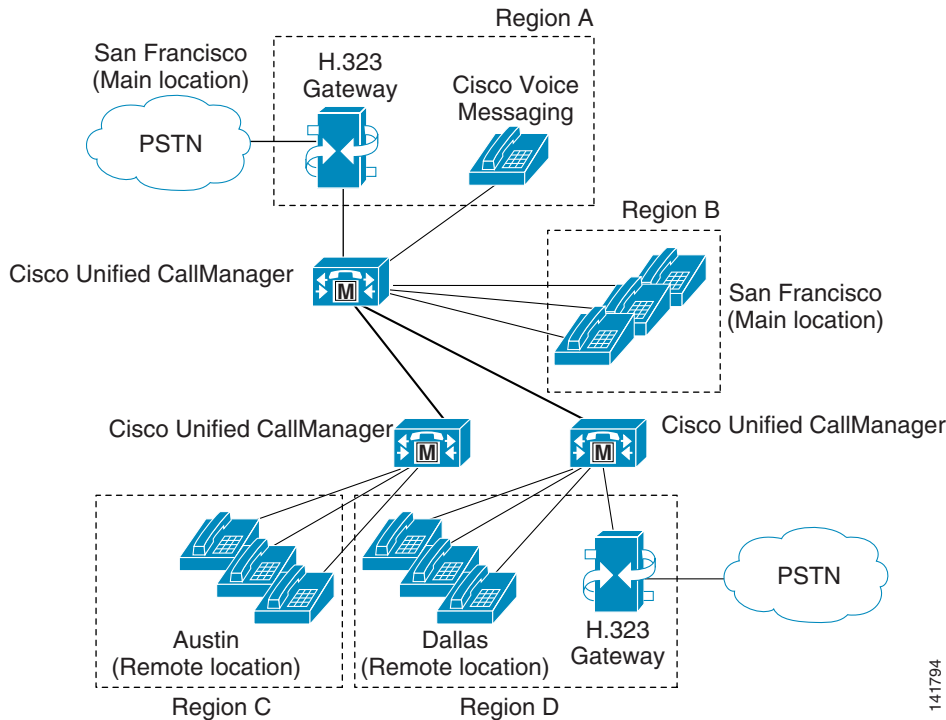 Region A
San Francisco
(Main location)
H.323
Gateway
Cisco Voice
Messaging
PSTN
Region B
Cisco Unified CallManager
M
San Francisco
(Main location)
Cisco Unified CallManager
M
M
Cisco Unified CallManager
PSTN
Austin
(Remote location)
Dallas
(Remote location)
H.323
Gateway
Region C
Region D
141794